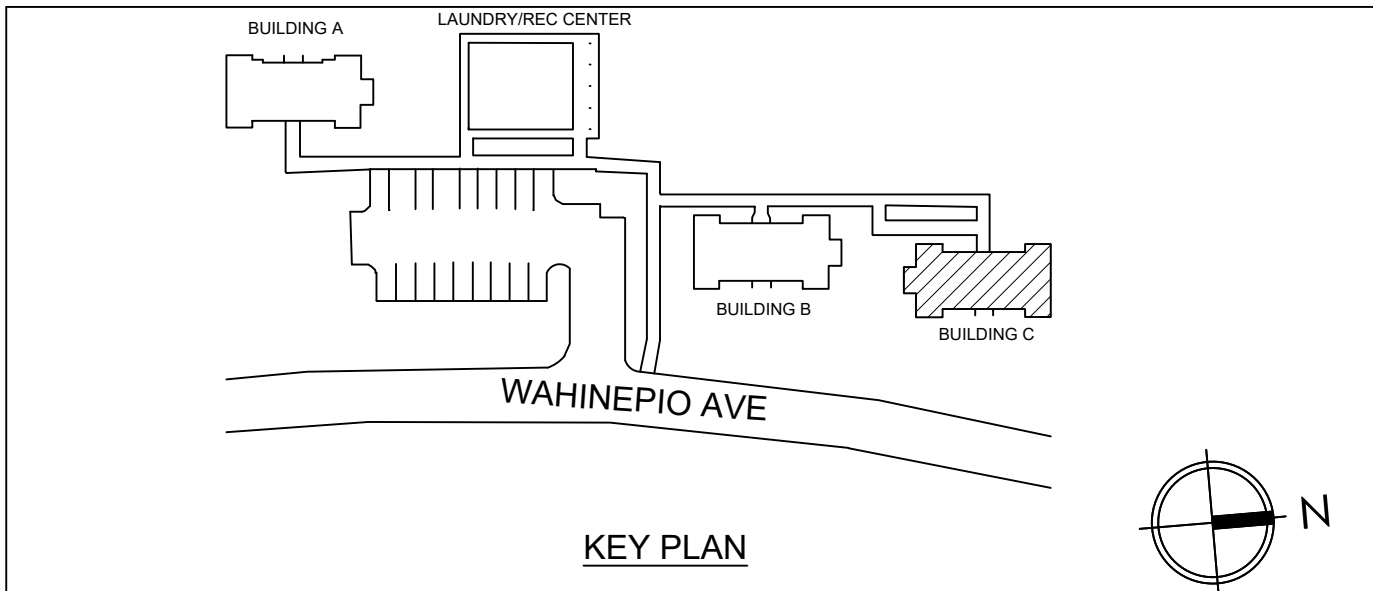 LAUNDRY/REC CENTER
BUILDING A
BUILDING B
BUILDING C
WAHINEPIO AVE
N
KEY PLAN